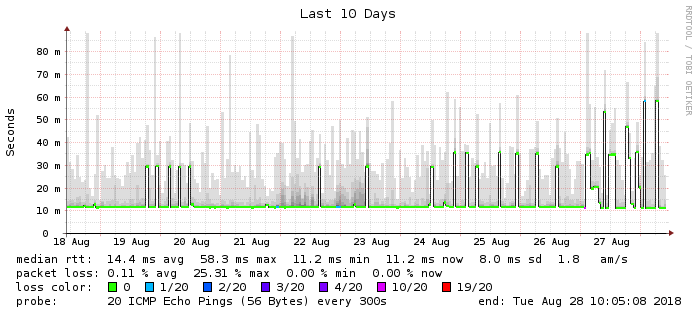 Last 10 Days
RRDTOOL / TOBI OETIKER
Seconds
80 m
70 m
60 m
50 m
40 m
30 m
20 m
10 m
0
18 Aug 19 Aug 20 Aug 21 Aug 22 Aug 23 Aug 24 Aug 25 Aug 26 Aug 27 Aug
median rtt: 14.4 ms avg 58.3 ms max 11.2 ms min 11.2 ms now 8.0 ms sd 1.8 am/s
packet loss: 0.11 % avg 25.31 % max 0.00 % min 0.00 % now
loss color: 0 1/20 2/20 3/20 4/20 10/20 19/20
probe: 20 ICMP Echo Pings (56 Bytes) every 300s end: Tue Aug 28 10:05:08 2018